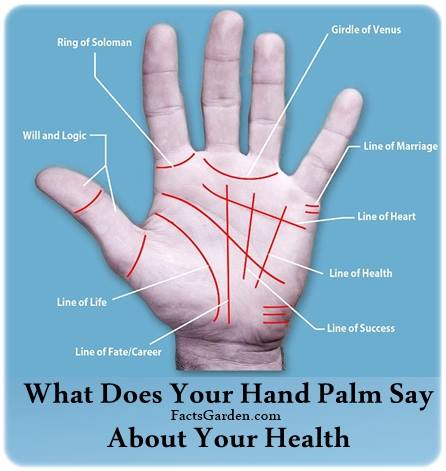 Ring of Soloman
Girdle of Venus
Will and Logic
Line of Marriage
Line of Heart
Line of Health
Line of Life
Line of Success
Line of Fate/Career
What Does Your Hand Palm Say
FactsGarden.com
About Your Health